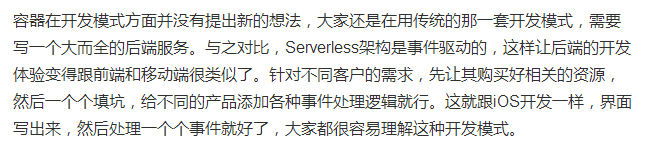 容器在开发模式方面并没有提出新的想法，大家还是在用传统的那一套开发模式，需要
写一个大而全的后端服务。与之对比，Serverless架构是事件驱动的，这样让后端的开发
体验变得跟前端和移动端很类似了。针对不同客户的需求，先让其购买好相关的资源，
然后一个个填坑，给不同的产品添加各种事件处理逻辑就行。这就跟iOS开发一样，界面
写出来，然后处理一个个事件就好了，大家都很容易理解这种开发模式。